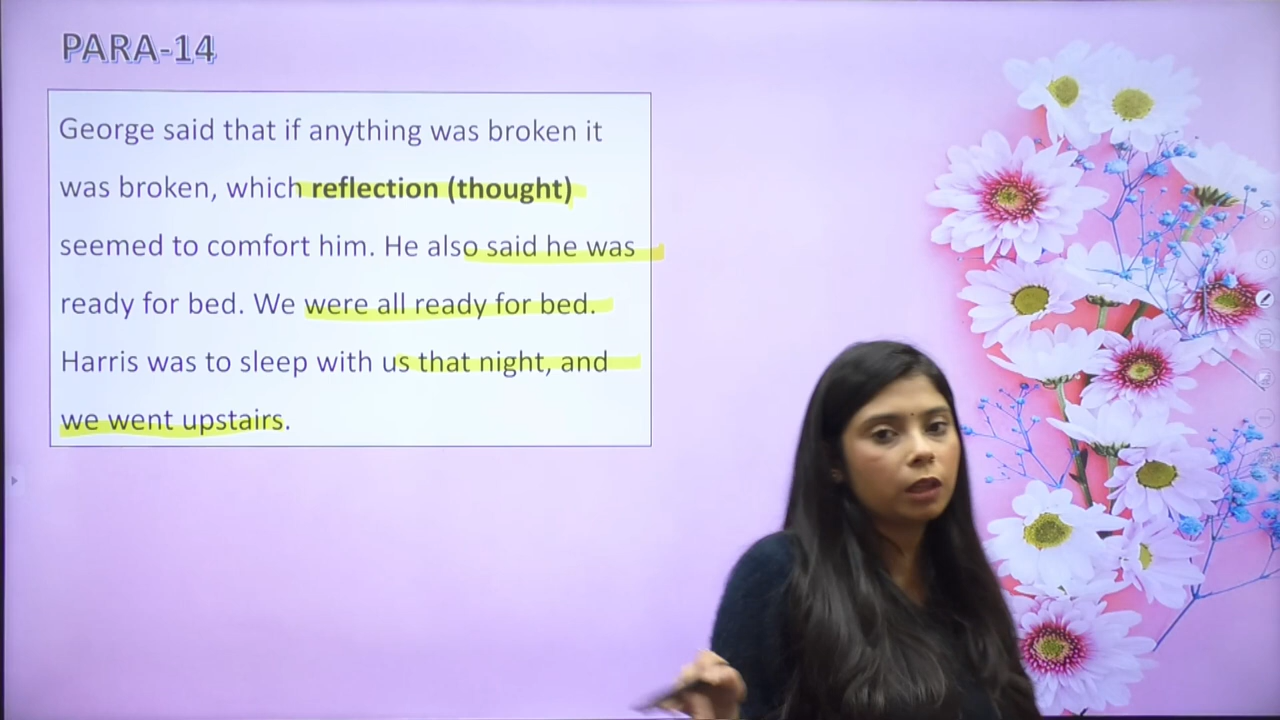 PARA-14
George said that if anything was broken it
was broken, which reflection (thought)
seemed to comfort him. He also said he was
ready for bed. We were all ready for bed.
Harris was to sleep with us that night, and
we went upstairs.